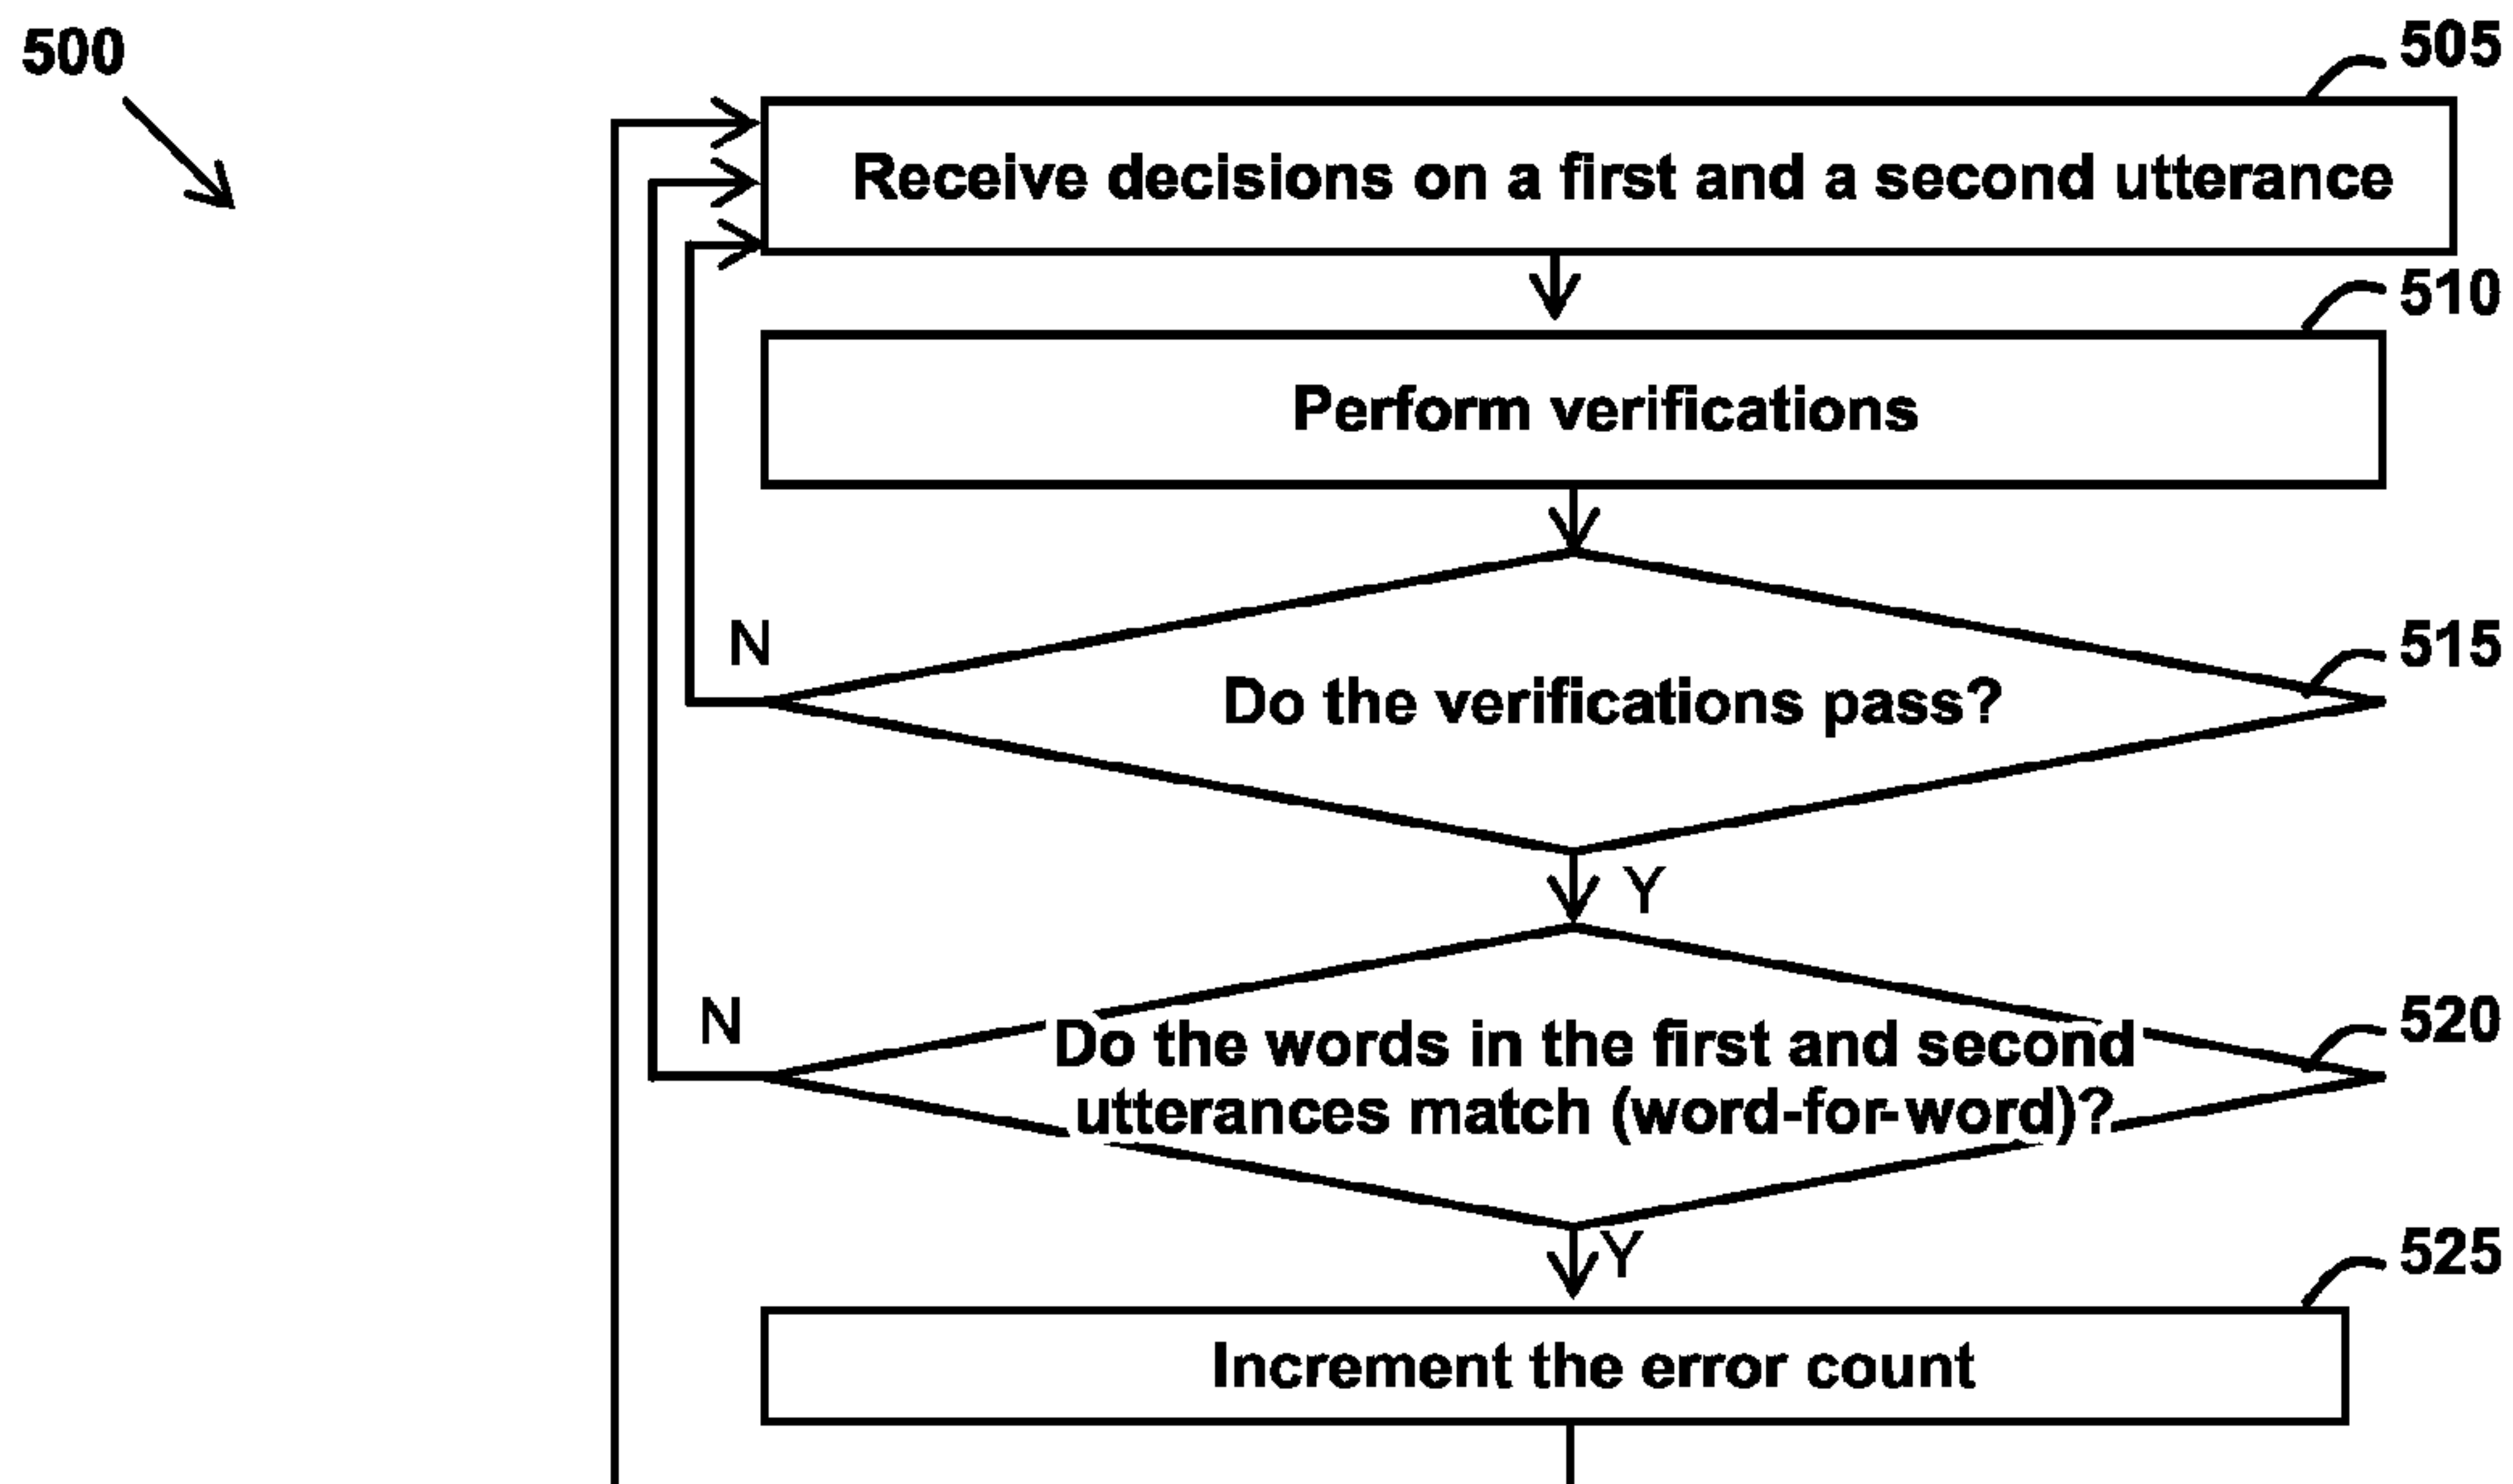 500
505
Receive decisions on a first and a second utterance
510
Perform verifications
N
515
Do the verifications pass?
Y
N
520
Do the words in the first and second
utterances match (word-for-word)?
Y
525
Increment the error count